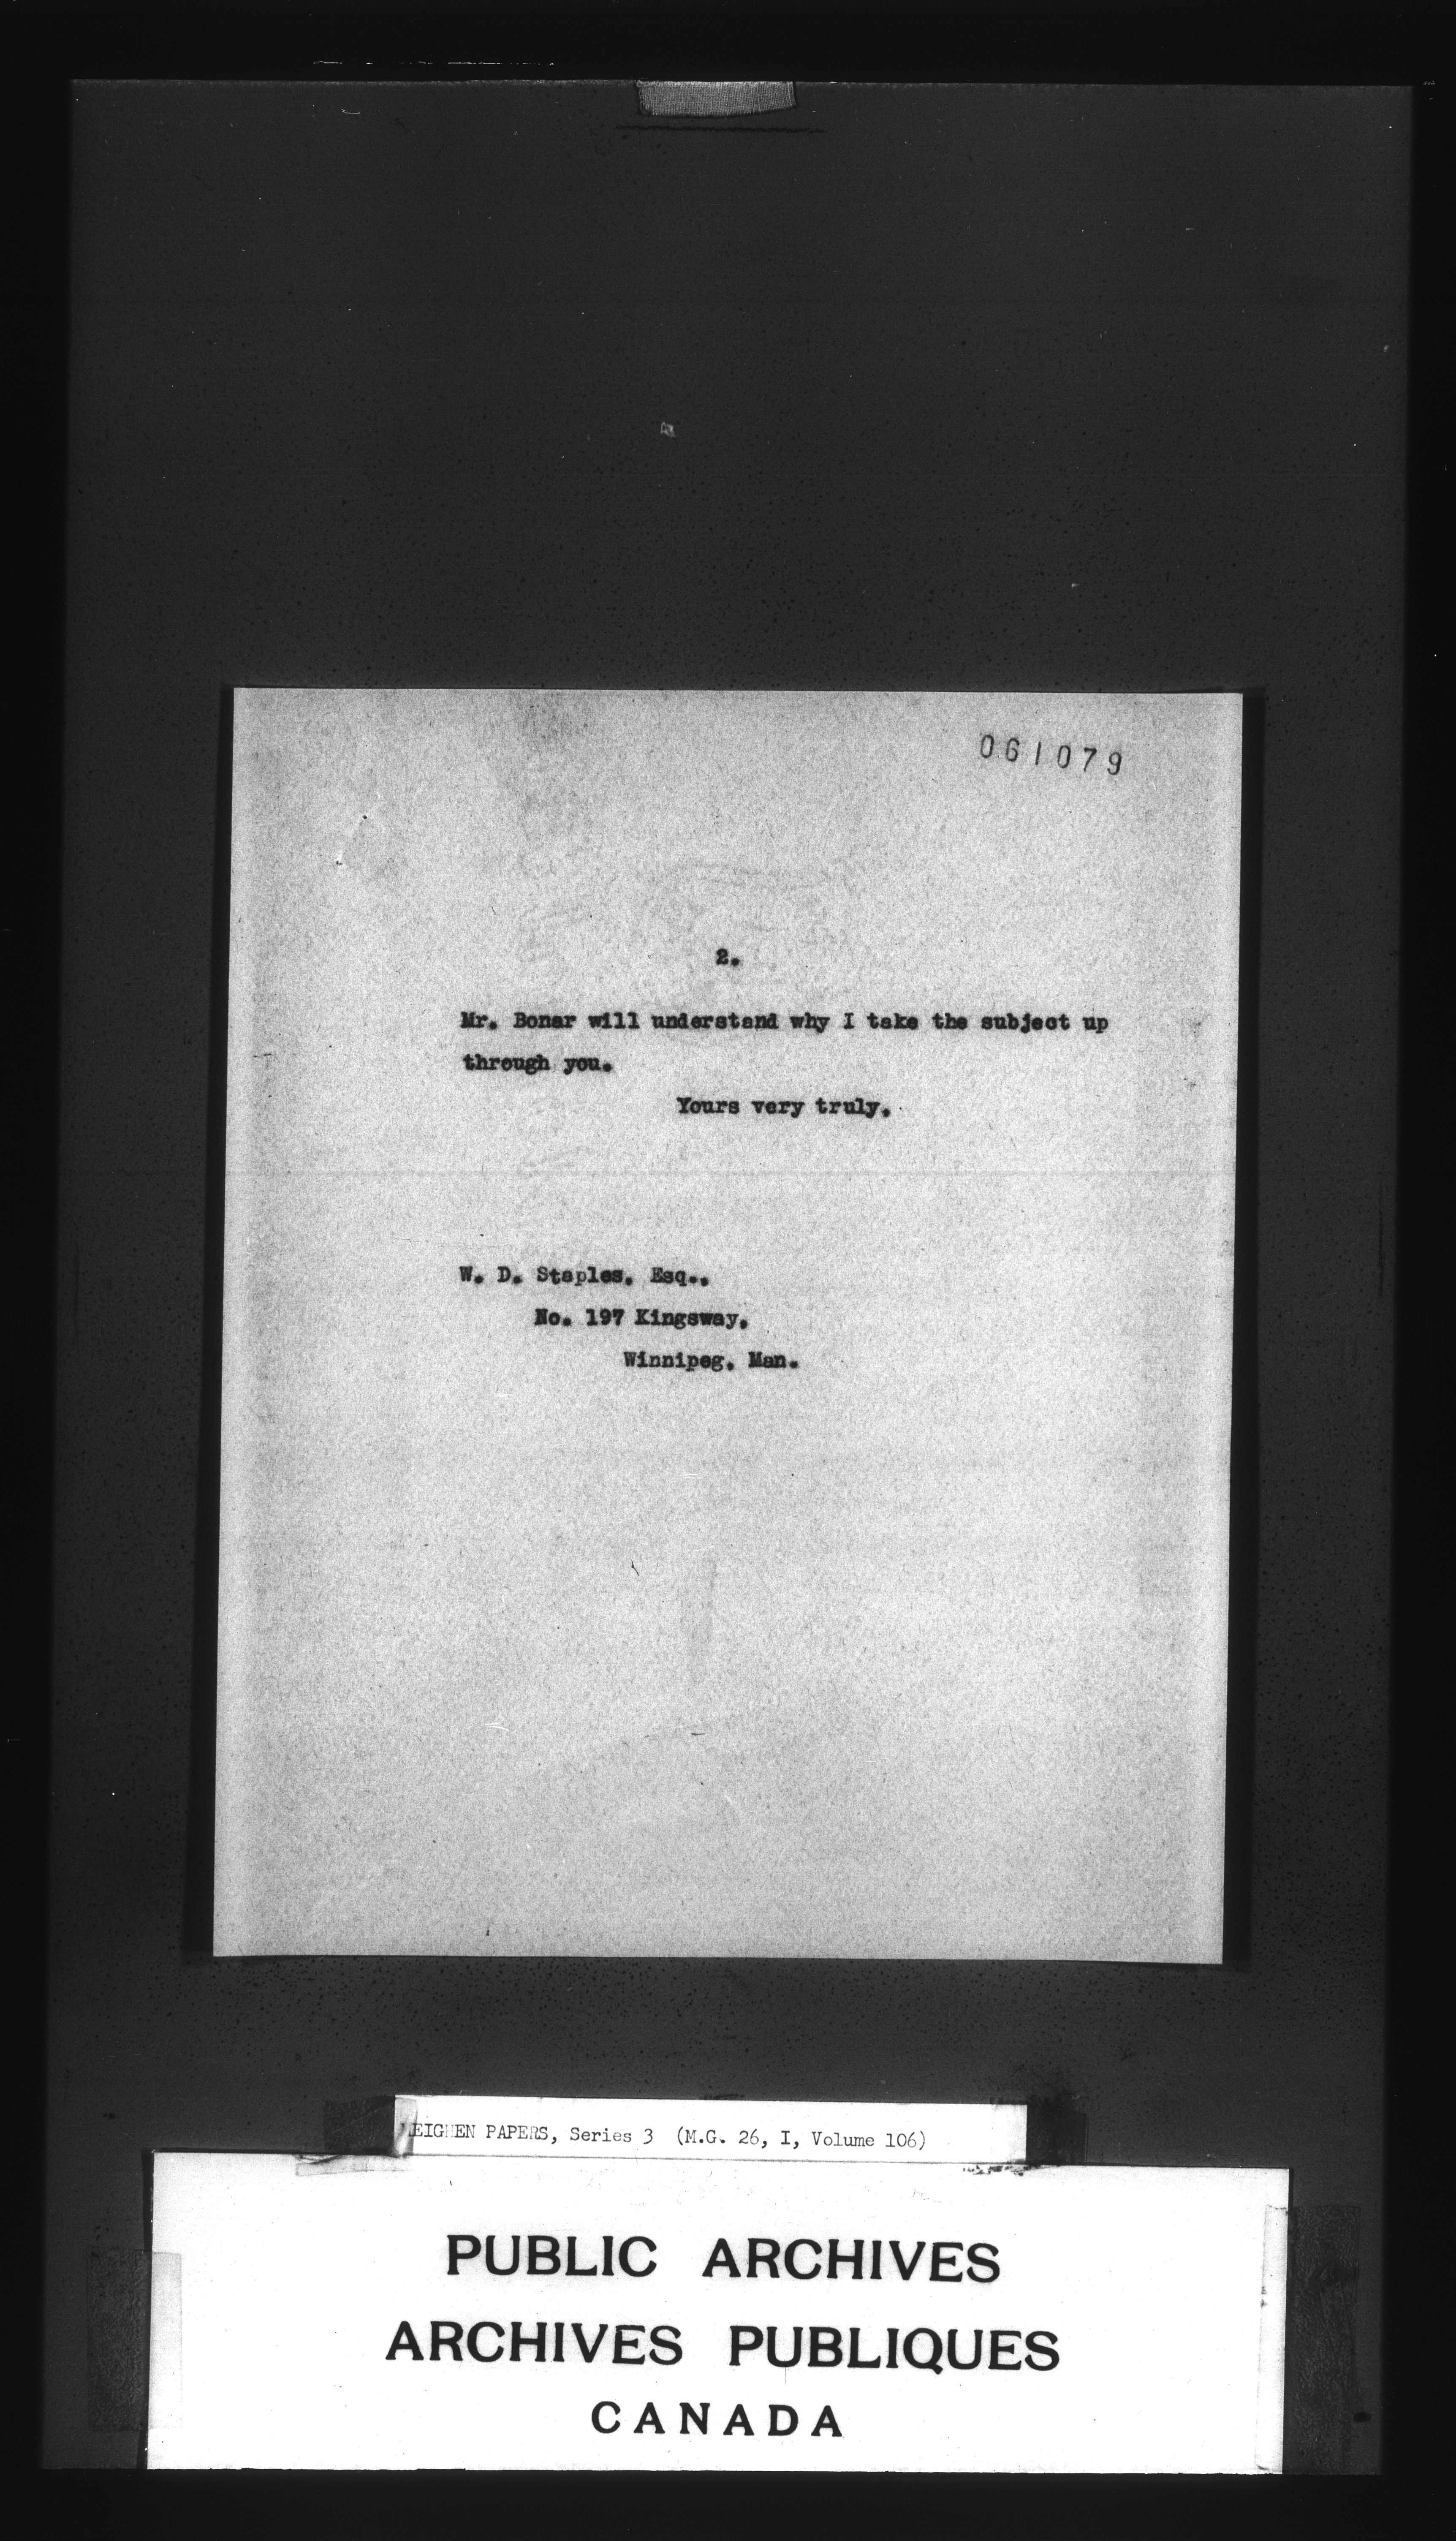 061079
2.
Mr. Bonar will understand why I take the subject up
through you.
Yours very truly,
W. D. Staples, Esq.,
No. 197 Kingsway,
Winnipeg, Man.
MEIGHEN PAPERS, Series 3 (M.G. 26, I, Volume 106)
PUBLIC ARCHIVES
ARCHIVES PUBLIQUES
CANADA